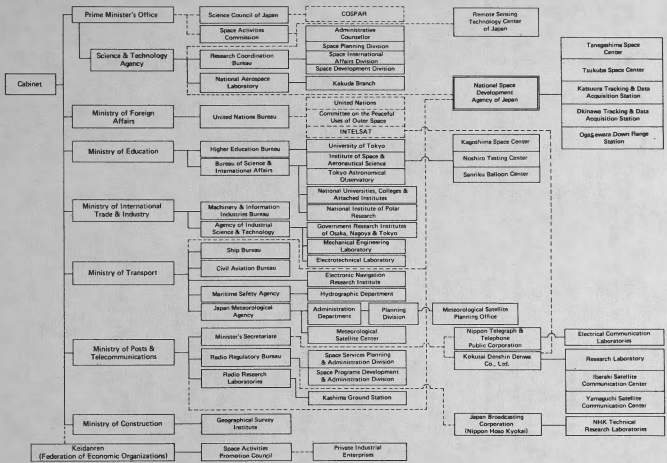 Cabinet
Prime Minister's Office
Science & Technology
Agency
Ministry of Foreign
Affairs
Ministry of Education
Ministry of International
Trade & Industry
Ministry of Transport
Ministry of Posts &
Telecommunications
Ministry of Construction
Keidanren
(Federation of Economic Organizations)
Science Council of Japan
Space Activities
Commission
Research Coordination
Bureau
National Aerospace
Laboratory
United Nations Bureau
Higher Education Bureau
Bureau of Science &
International Affairs
Machinery & Information
Industries Bureau
Agency of Industrial
Science & Technology
Ship Bureau
Civil Aviation Bureau
Maritime Safety Agency
Japan Meteorological
Agency
Minister's Secretariate
Radio Regulatory Bureau
Radio Research
Laboratories
Geographical Survey
Institute
Space Activities
Promotion Council
COSPAR
Administrative
Counsellor
Space Planning Division
Space International
Affairs Division
Space Development Division
Kakuda Branch
United Nations
Committee on the Peaceful
Uses of Outer Space
INTELSAT
University of Tokyo
Institute of Space &
Aeronautical Science
Tokyo Astronomical
Observatory
National Universities, Colleges &
Attached Institutes
National Institute of Polar
Research
Government Research Institutes
of Osaka, Nagoya & Tokyo
Mechanical Engineering
Laboratory
Electrotechnical Laboratory
Electronic Navigation
Research Institute
Hydrographic Department
Administration
Department
Planning
Division
Meteorological Satellite
Planning Office
Meteorological
Satellite Center
Space Services Planning
& Administration Division
Space Programs Development
& Administration Division
Kashima Ground Station
Private Industrial
Enterprises
Remote Sensing
Technology Center
of Japan
National Space
Development
Agency of Japan
Kagoshima Space Center
Noshiro Testing Center
Sanriku Balloon Center
Nippon Telegraph &
Telephone
Public Corporation
Kokusai Denshin Denwa
Co., Ltd.
Japan Broadcasting
Corporation
(Nippon Hoso Kyokai)
Tanegashima Space
Center
Tsukuba Space Center
Katsuura Tracking & Data
Acquisition Station
Okinawa Tracking & Data
Acquisition Station
Ogasawara Down Range
Station
Electrical Communication
Laboratories
Research Laboratory
Ibaraki Satellite
Communication Center
Yamaguchi Satellite
Communication Center
NHK Technical
Research Laboratories